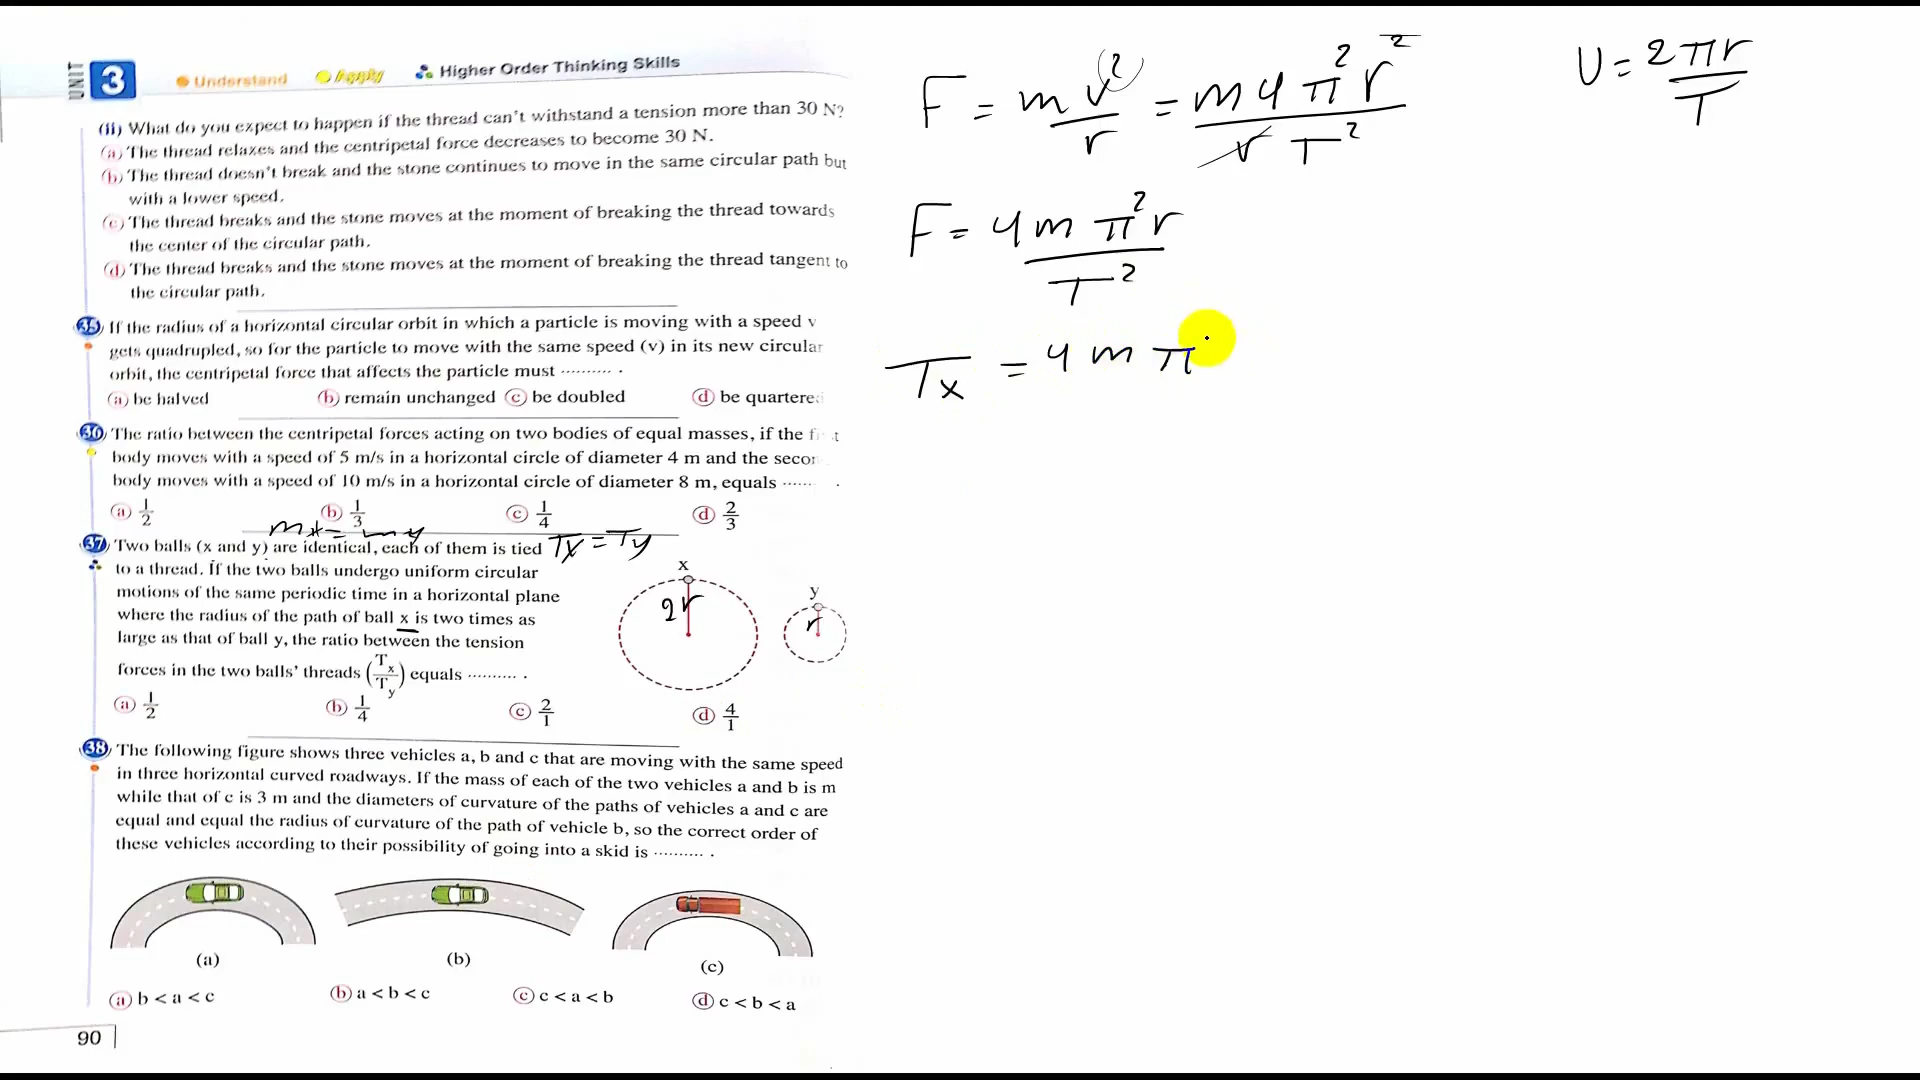 UNIT 3 Understand Apply Higher Order Thinking Skills
(ii) What do you expect to happen if the thread can't withstand a tension more than 30 N?
(a) The thread relaxes and the centripetal force decreases to become 30 N.
(b) The thread doesn't break and the stone continues to move in the same circular path but
with a lower speed.
(c) The thread breaks and the stone moves at the moment of breaking the thread towards
the center of the circular path.
(d) The thread breaks and the stone moves at the moment of breaking the thread tangent to
the circular path.
35 If the radius of a horizontal circular orbit in which a particle is moving with a speed v
gets quadrupled, so for the particle to move with the same speed (v) in its new circular
orbit, the centripetal force that affects the particle must .......... .
(a) be halved (b) remain unchanged (c) be doubled (d) be quartered
36 The ratio between the centripetal forces acting on two bodies of equal masses, if the
body moves with a speed of 5 m/s in a horizontal circle of diameter 4 m and the
body moves with a speed of 10 m/s in a horizontal circle of diameter 8 m, equals ...... .
(a) 1/2 (b) 1/3 (c) 1/4 (d) 2/3
mx = my
37 Two balls (x and y) are identical, each of them is tied Tx = Ty
to a thread. If the two balls undergo uniform circular
motions of the same periodic time in a horizontal plane
where the radius of the path of ball x is two times as
large as that of ball y, the ratio between the tension
forces in the two balls' threads (Tx/Ty) equals .......... .
x
2r
y
r
(a) 1/2 (b) 1/4 (c) 2/1 (d) 4/1
38 The following figure shows three vehicles a, b and c that are moving with the same speed
in three horizontal curved roadways. If the mass of each of the two vehicles a and b is m
while that of c is 3 m and the diameters of curvature of the paths of vehicles a and c are
equal and equal the radius of curvature of the path of vehicle b, so the correct order of
these vehicles according to their possibility of going into a skid is .......... .
(a) (b) (c)
(a) b < a < c (b) a < b < c (c) c < a < b (d) c < b < a
90
F = m v²/r = m 4 π² r²/r T²
v = 2πr/T
F = 4 m π² r/T²
Tx = 4 m π